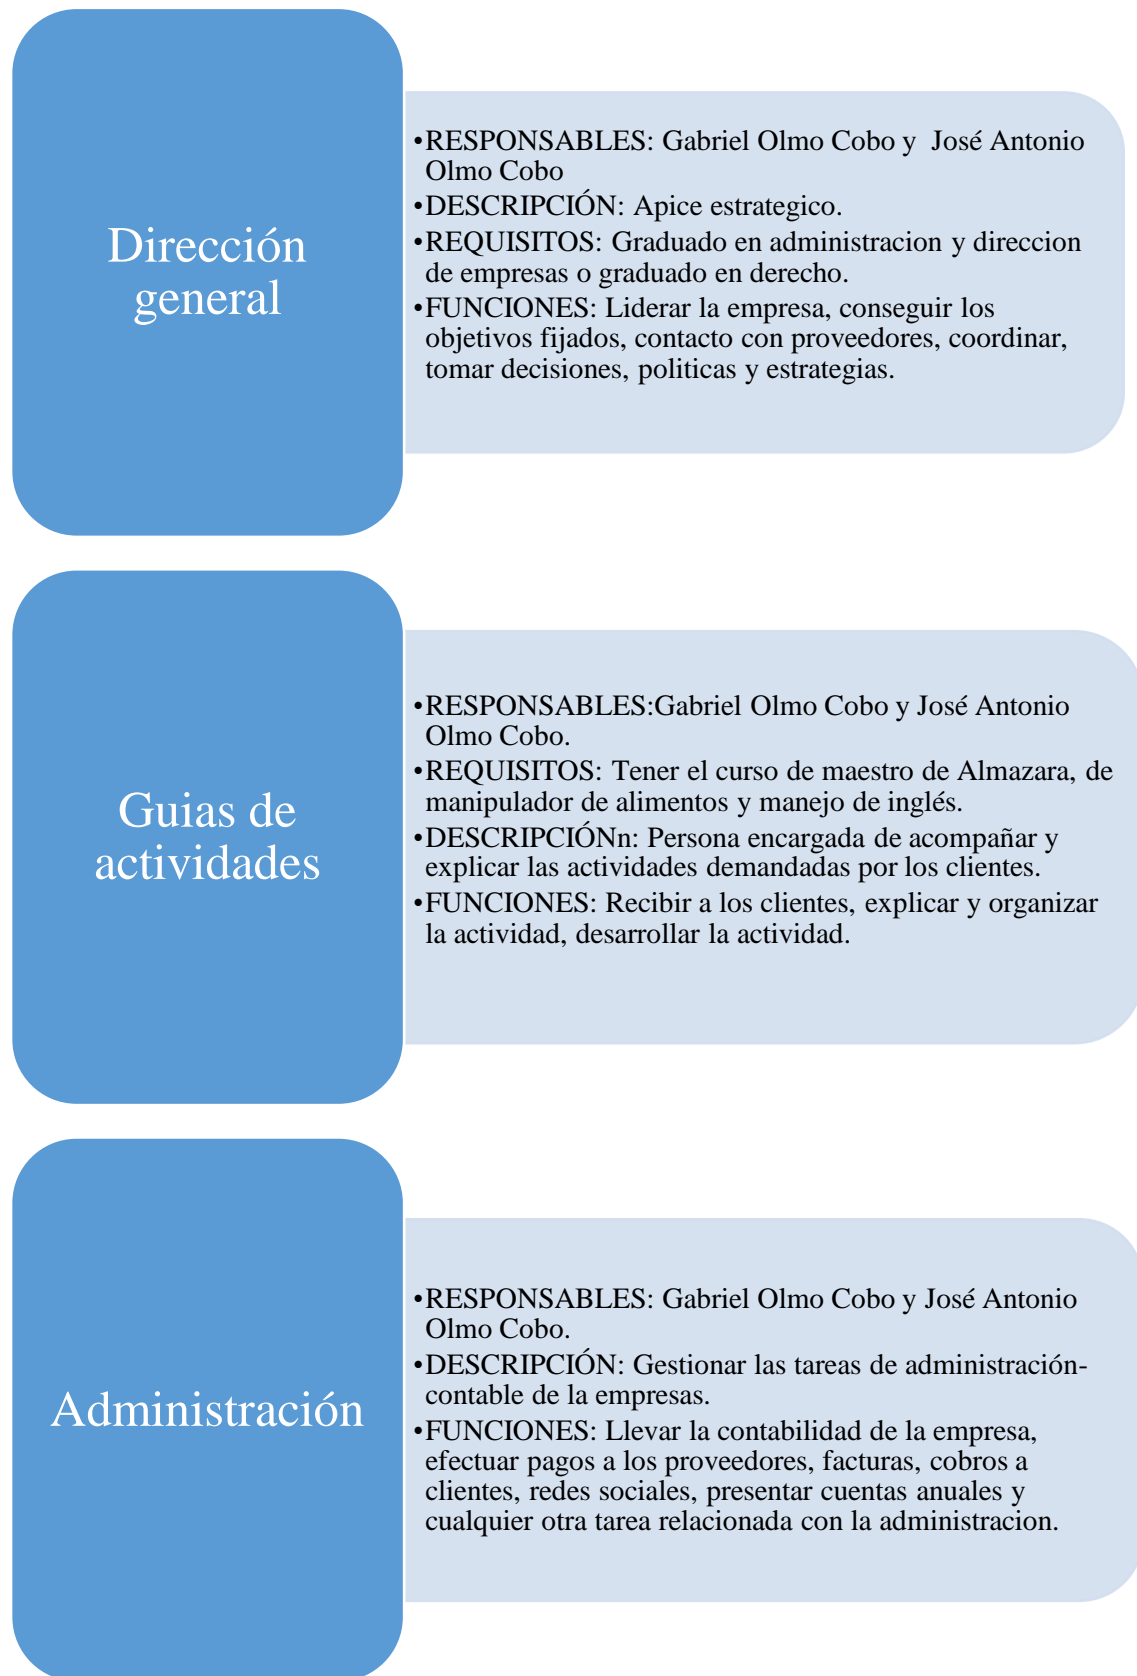 Dirección
general
•RESPONSABLES: Gabriel Olmo Cobo y  José Antonio
Olmo Cobo
•DESCRIPCIÓN: Apice estrategico.
•REQUISITOS: Graduado en administracion y direccion
de empresas o graduado en derecho.
•FUNCIONES: Liderar la empresa, conseguir los
objetivos fijados, contacto con proveedores, coordinar,
tomar decisiones, politicas y estrategias.
Guias de
actividades
•RESPONSABLES:Gabriel Olmo Cobo y José Antonio
Olmo Cobo.
•REQUISITOS: Tener el curso de maestro de Almazara, de
manipulador de alimentos y manejo de inglés.
•DESCRIPCIÓNn: Persona encargada de acompañar y
explicar las actividades demandadas por los clientes.
•FUNCIONES: Recibir a los clientes, explicar y organizar
la actividad, desarrollar la actividad.
Administración
•RESPONSABLES: Gabriel Olmo Cobo y José Antonio
Olmo Cobo.
•DESCRIPCIÓN: Gestionar las tareas de administración-
contable de la empresas.
•FUNCIONES: Llevar la contabilidad de la empresa,
efectuar pagos a los proveedores, facturas, cobros a
clientes, redes sociales, presentar cuentas anuales y
cualquier otra tarea relacionada con la administracion.